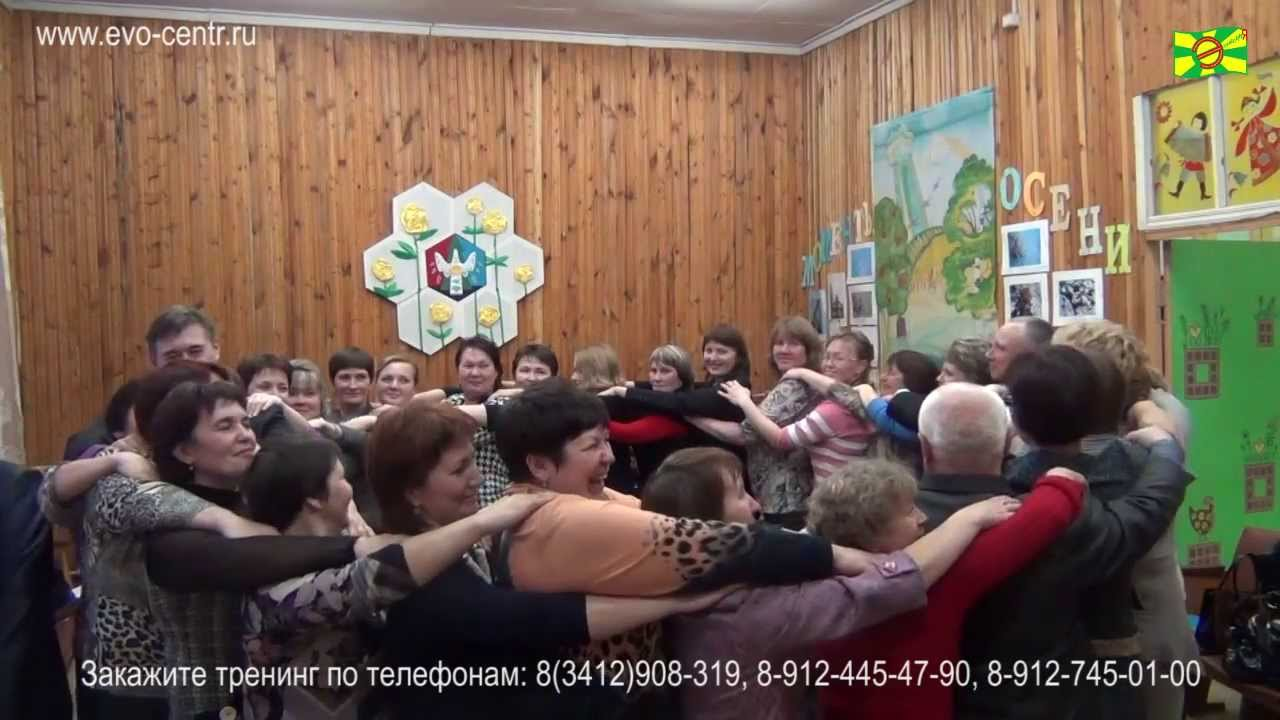 www.evo-centr.ru
ОСЕНИ
Закажите тренинг по телефонам: 8(3412)908-319, 8-912-445-47-90, 8-912-745-01-00